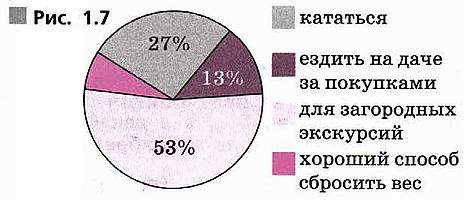 Рис. 1.7
27%
13%
53%
кататься
ездить на даче
за покупками
для загородных
экскурсий
хороший способ
сбросить вес